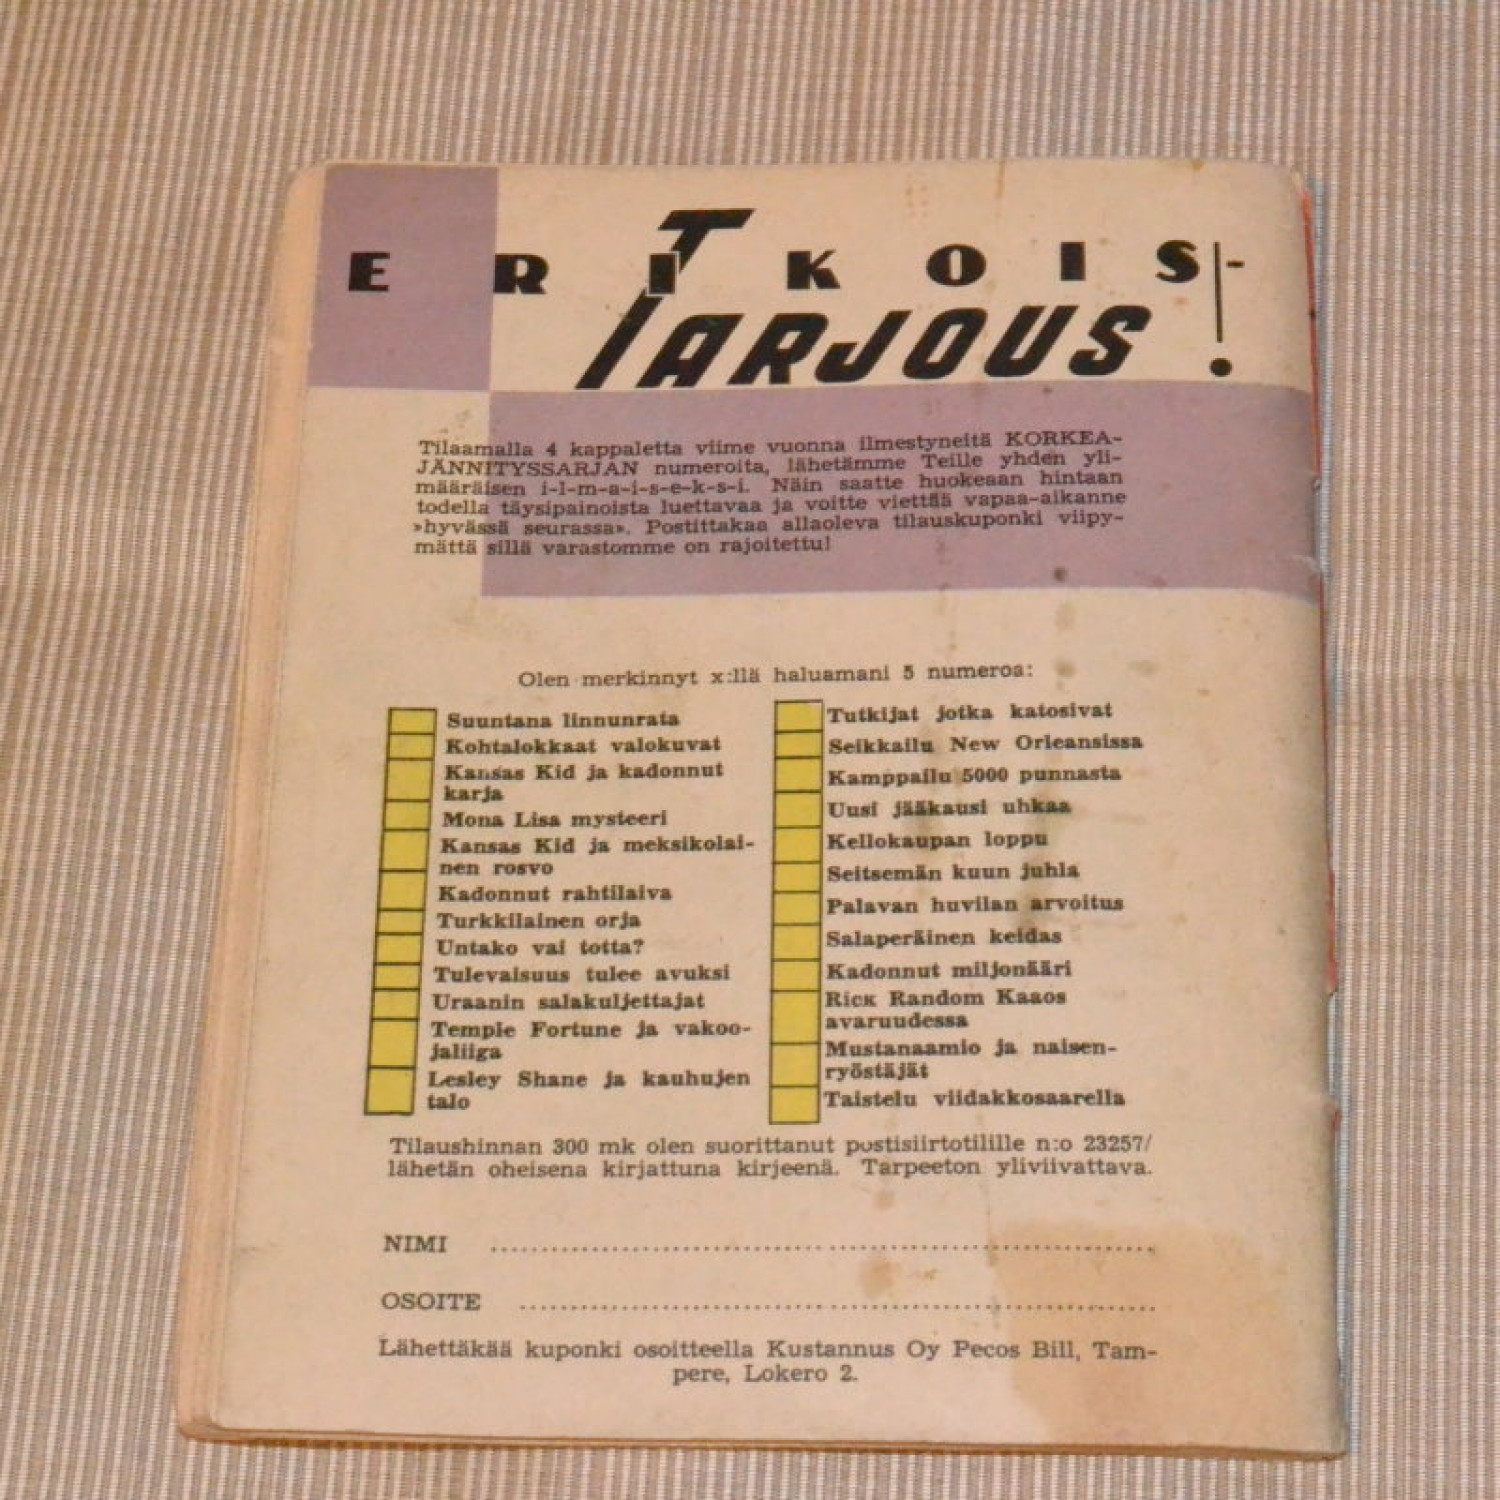 ERIKOIS-
TARJOUS!
Tilaamalla 4 kappaletta viime vuonna ilmestyneitä KORKEA-
JÄNNITYSSARJAN numeroita, lähetämme Teille yhden yli-
määräisen i-l-m-a-i-s-e-k-s-i. Näin saatte huokeaan hintaan
todella täysipainoista luettavaa ja voitte viettää vapaa-aikanne
»hyvässä seurassa». Postittakaa allaoleva tilauskuponki viipy-
mättä sillä varastomme on rajoitettu!
Olen merkinnyt x:llä haluamani 5 numeroa:
Suuntana linnunrata
Kohtalokkaat valokuvat
Kansas Kid ja kadonnut
karja
Mona Lisa mysteeri
Kansas Kid ja meksikolai-
nen rosvo
Kadonnut rahtilaiva
Turkkilainen orja
Untako vai totta?
Tulevaisuus tulee avuksi
Uraanin salakuljettajat
Temple Fortune ja vakoo-
jaliiga
Lesley Shane ja kauhujen
talo
Tutkijat jotka katosivat
Seikkailu New Orleansissa
Kamppailu 5000 punnasta
Uusi jääkausi uhkaa
Kellokaupan loppu
Seitsemän kuun juhla
Palavan huvilan arvoitus
Salaperäinen keidas
Kadonnut miljonääri
Rick Random Kaaos
avaruudessa
Mustanaamio ja naisen-
ryöstäjät
Taistelu viidakkosaarella
Tilaushinnan 300 mk olen suorittanut postisiirtotilille n:o 23257/
lähetän oheisena kirjattuna kirjeenä. Tarpeeton yliviivattava.
NIMI
OSOITE
Lähettäkää kuponki osoitteella Kustannus Oy Pecos Bill, Tam-
pere, Lokero 2.